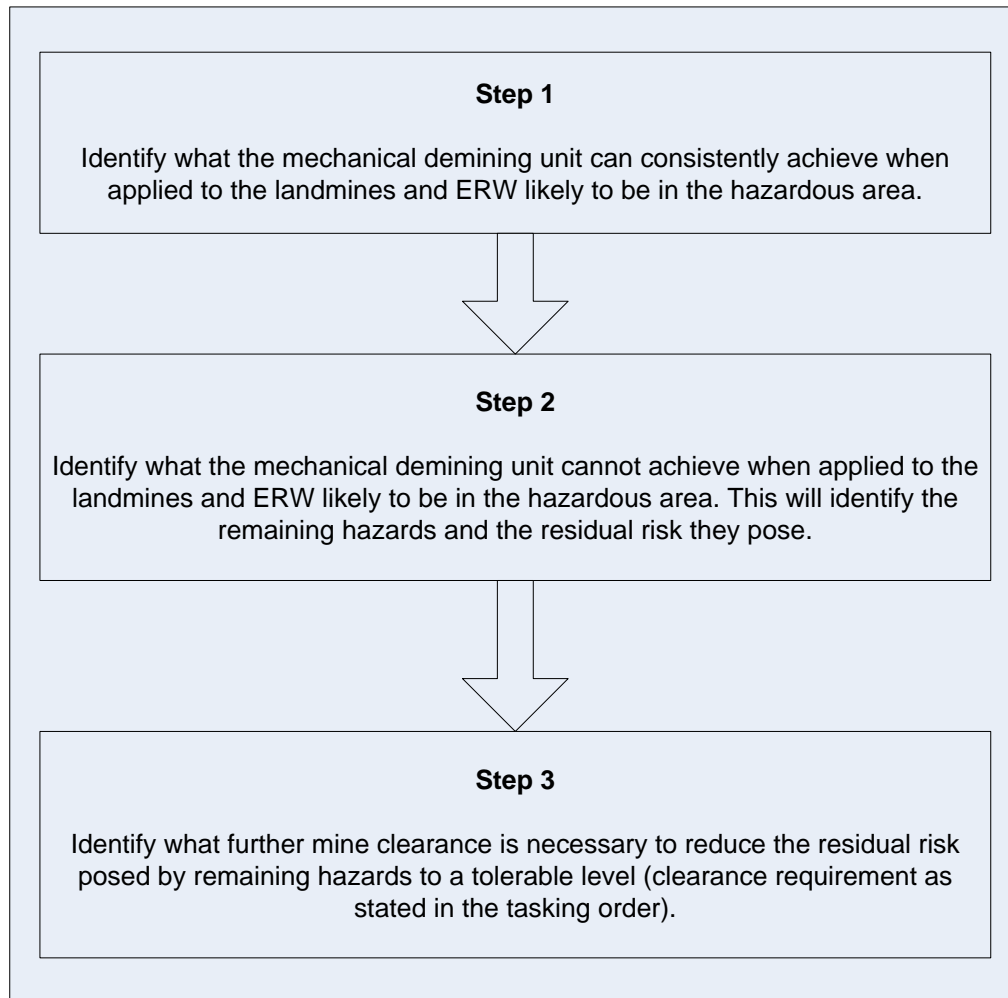 Step 1
Identify what the mechanical demining unit can consistently achieve when
applied to the landmines and ERW likely to be in the hazardous area.
Step 2
Identify what the mechanical demining unit cannot achieve when applied to the
landmines and ERW likely to be in the hazardous area. This will identify the
remaining hazards and the residual risk they pose.
Step 3
Identify what further mine clearance is necessary to reduce the residual risk
posed by remaining hazards to a tolerable level (clearance requirement as
stated in the tasking order).